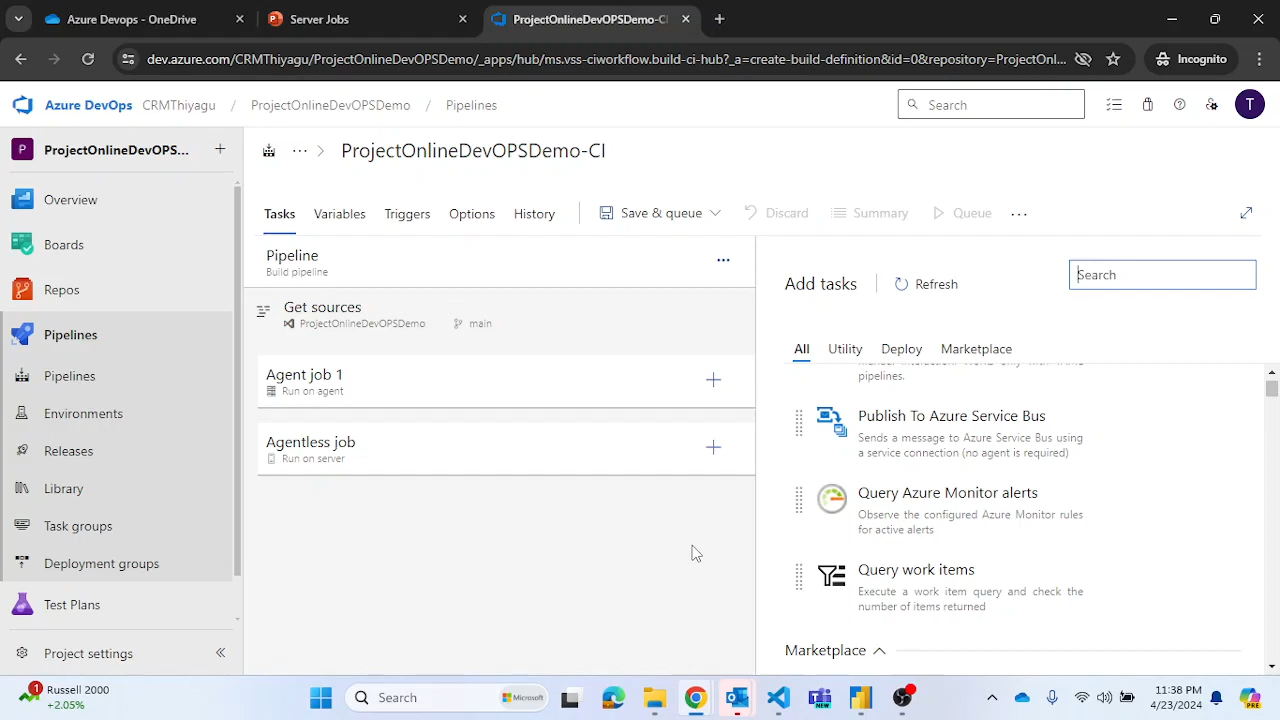 Azure Devops - OneDrive
Server Jobs
ProjectOnlineDevOPSDemo-CI
dev.azure.com/CRMThiyagu/ProjectOnlineDevOPSDemo/_apps/hub/ms.vss-ciworkflow.build-ci-hub?_a=create-build-definition&id=0&repository=ProjectOnl...
Incognito
Azure DevOps
CRMThiyagu / ProjectOnlineDevOPSDemo / Pipelines
Search
T
P
ProjectOnlineDevOPS...
ProjectOnlineDevOPSDemo-CI
Overview
Boards
Repos
Pipelines
Pipelines
Environments
Releases
Library
Task groups
Deployment groups
Test Plans
Project settings
Tasks
Variables
Triggers
Options
History
Save & queue
Discard
Summary
Queue
...
Pipeline
Build pipeline
Get sources
ProjectOnlineDevOPSDemo
main
Agent job 1
Run on agent
Agentless job
Run on server
Add tasks
Refresh
Search
All
Utility
Deploy
Marketplace
pipelines.
Publish To Azure Service Bus
Sends a message to Azure Service Bus using
a service connection (no agent is required)
Query Azure Monitor alerts
Observe the configured Azure Monitor rules
for active alerts
Query work items
Execute a work item query and check the
number of items returned
Marketplace
1
Russell 2000
+2.05%
Search
Microsoft
NEW
11:38 PM
4/23/2024
PRE